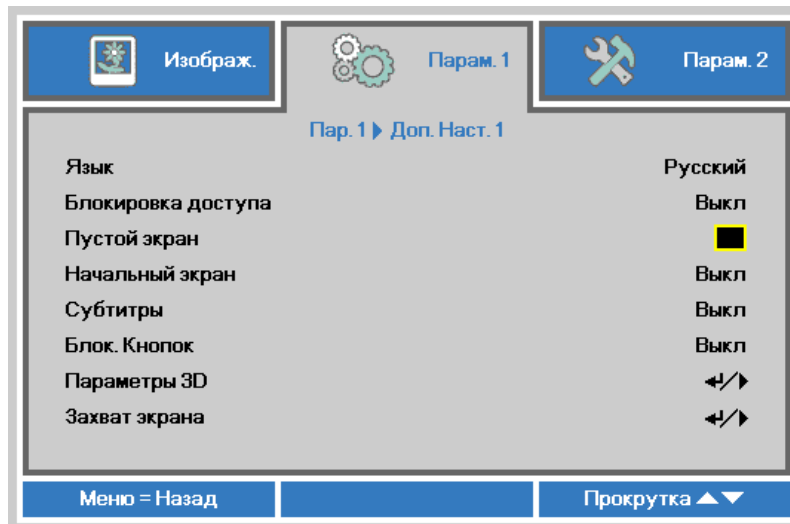 Изображ. Парам. 1 Парам. 2
Пар. 1 Доп. Наст. 1
Язык Русский
Блокировка доступа Выкл
Пустой экран
Начальный экран Выкл
Субтитры Выкл
Блок. Кнопок Выкл
Параметры 3D
Захват экрана
Меню = Назад Прокрутка